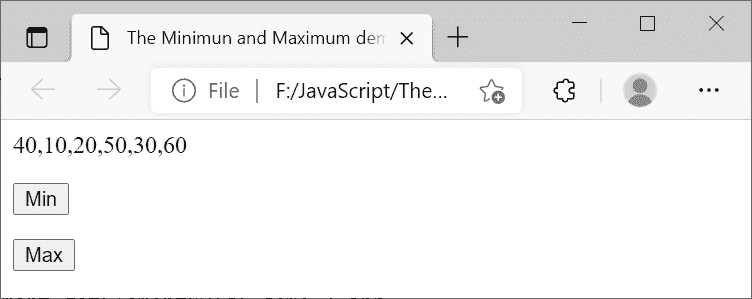 The Minimun and Maximum dem
File | F:/JavaScript/The...
40,10,20,50,30,60
Min
Max